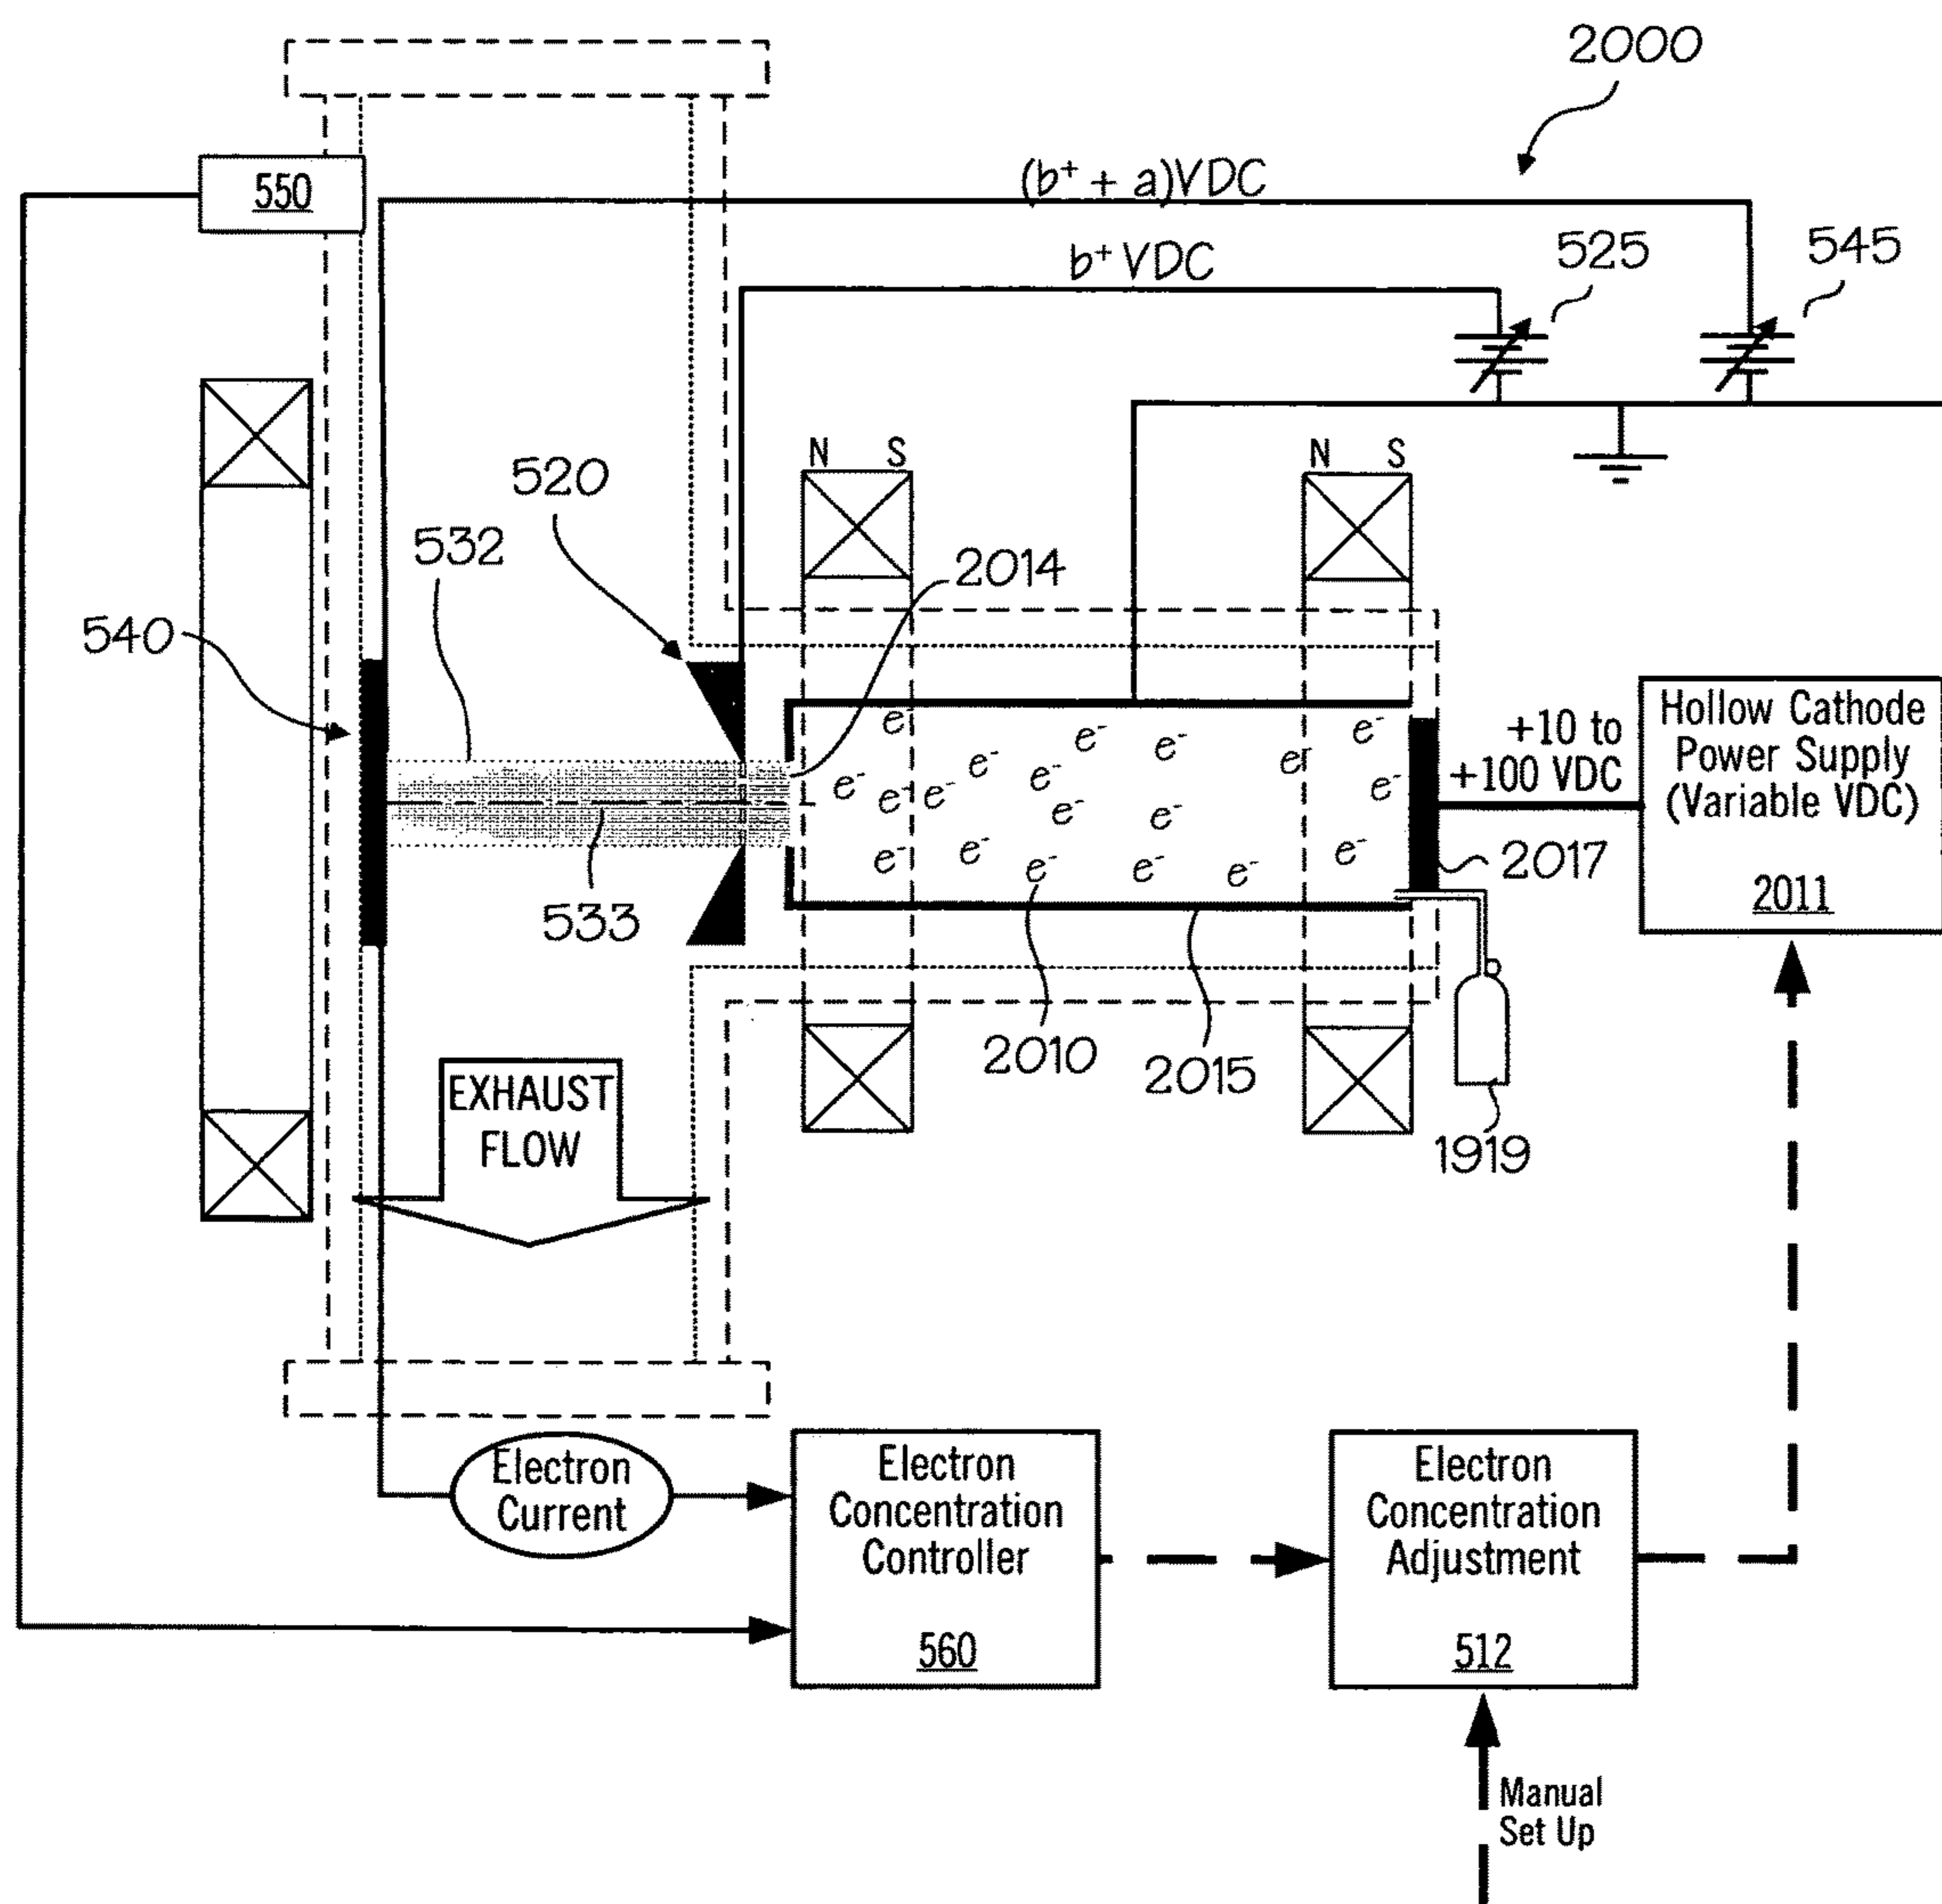 2000
550
(b⁺ + a)VDC
b⁺ VDC
525
545
N S
N S
520
532
2014
540
e⁻ e⁻ e⁻ e⁻ e⁻ e⁻ e⁻
e⁻ e⁻ e⁻ e⁻ e⁻ e⁻ e⁻
e⁻ e⁻ e⁻ e⁻ e⁻ e⁻
+10 to
+100 VDC
Hollow Cathode
Power Supply
(Variable VDC)
2011
2017
533
2010
2015
1919
EXHAUST
FLOW
Electron
Current
Electron
Concentration
Controller
560
Electron
Concentration
Adjustment
512
Manual
Set Up